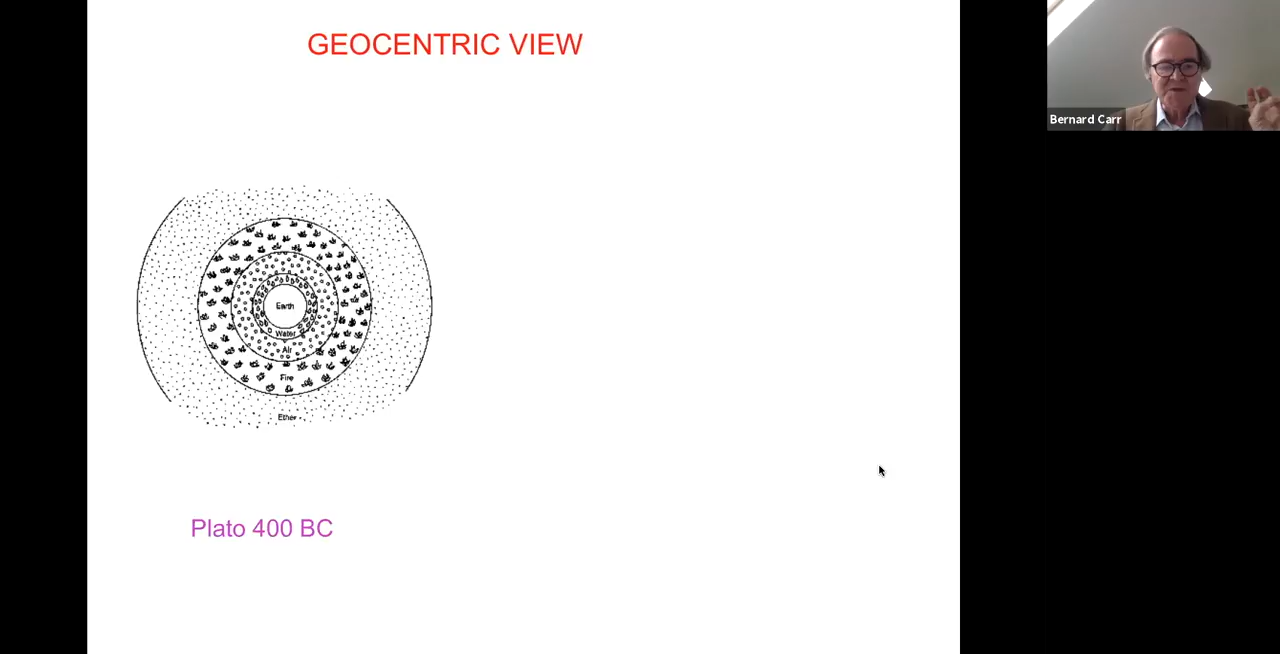 GEOCENTRIC VIEW
Bernard Carr
Earth
Water
Air
Fire
Ether
Plato 400 BC